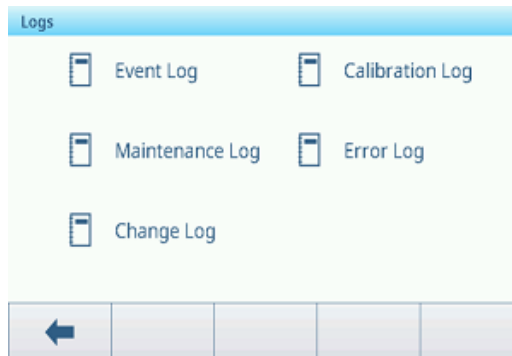 Logs
Event Log
Calibration Log
Maintenance Log
Error Log
Change Log